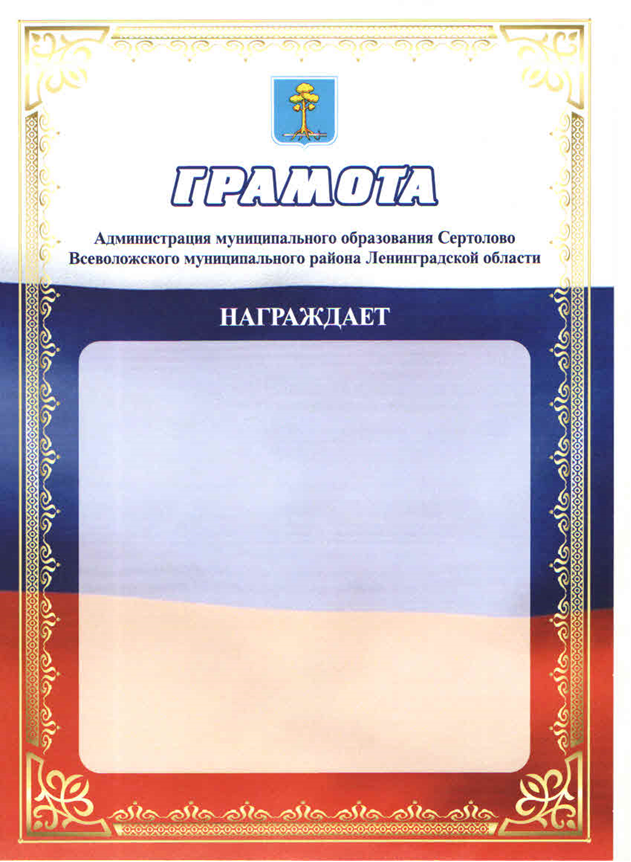 ГРАМОТА
Администрация муниципального образования Сертолово
Всеволожского муниципального района Ленинградской области
НАГРАЖДАЕТ